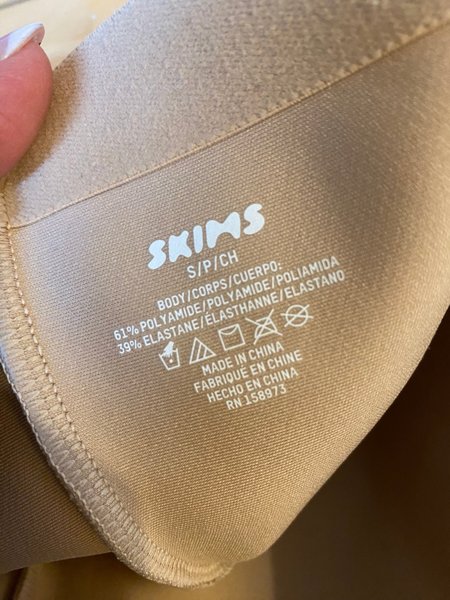 SKIMS
S/P/CH
BODY/CORPS/CUERPO:
61% POLYAMIDE/POLYAMIDE/POLIAMIDA
39% ELASTANE/ÉLASTHANNE/ELASTANO
MADE IN CHINA
FABRIQUE EN CHINE
HECHO EN CHINA
RN 158973